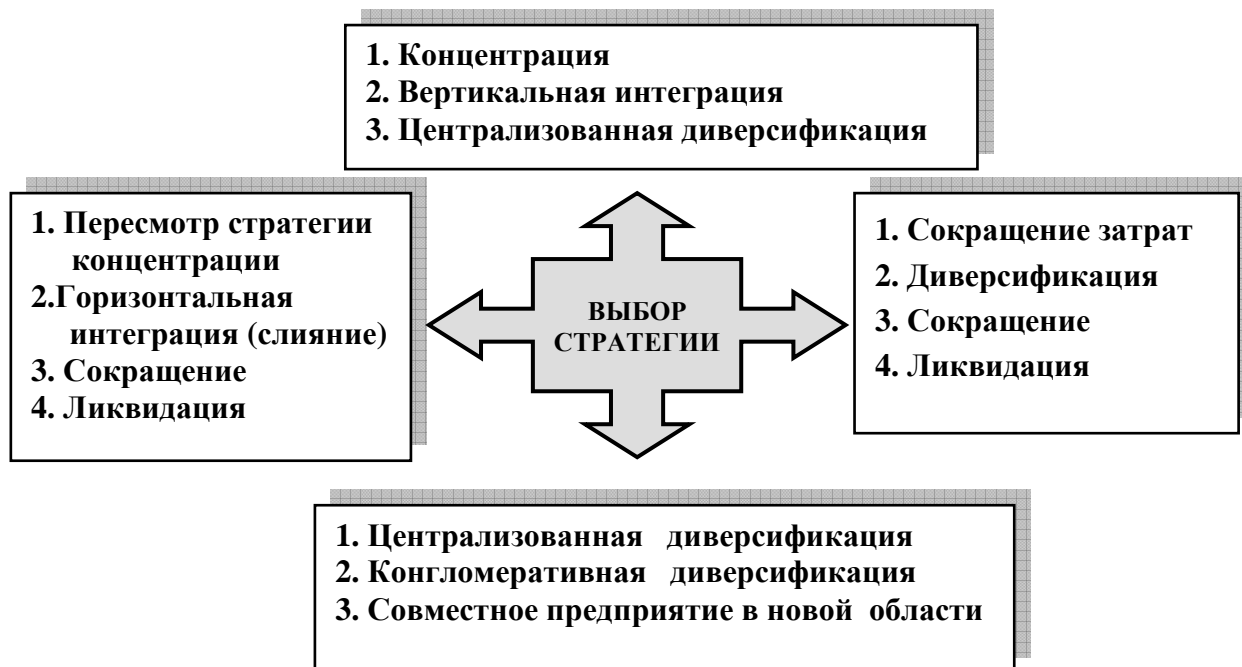 1. Концентрация
2. Вертикальная интеграция
3. Централизованная диверсификация
1. Пересмотр стратегии
концентрации
2.Горизонтальная
интеграция (слияние)
3. Сокращение
4. Ликвидация
ВЫБОР
СТРАТЕГИИ
1. Сокращение затрат
2. Диверсификация
3. Сокращение
4. Ликвидация
1. Централизованная диверсификация
2. Конгломеративная диверсификация
3. Совместное предприятие в новой области